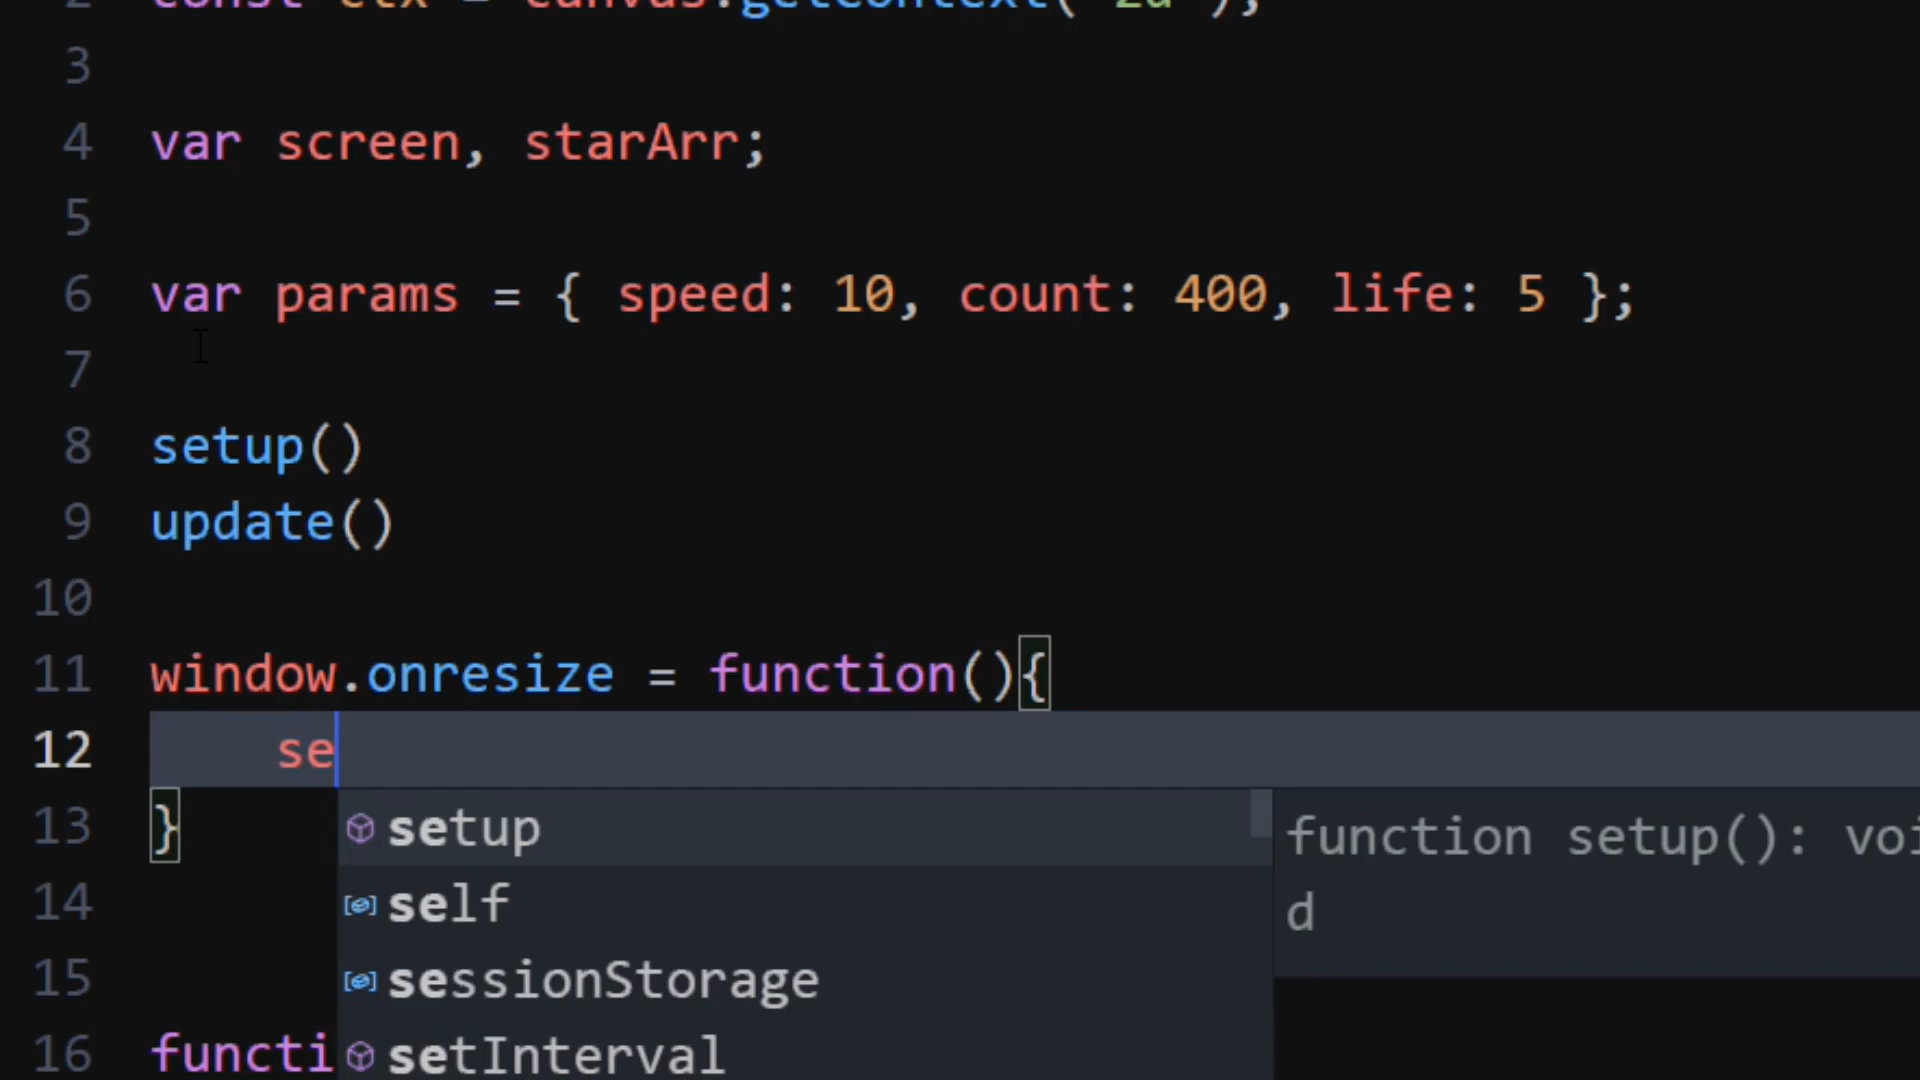 2 const ctx = canvas.getContext("2d");
3
4 var screen, starArr;
5
6 var params = { speed: 10, count: 400, life: 5 };
7
8 setup()
9 update()
10
11 window.onresize = function(){
12 se
13 }
setup
function setup(): voi
d
14
self
15
sessionStorage
16 functi
setInterval